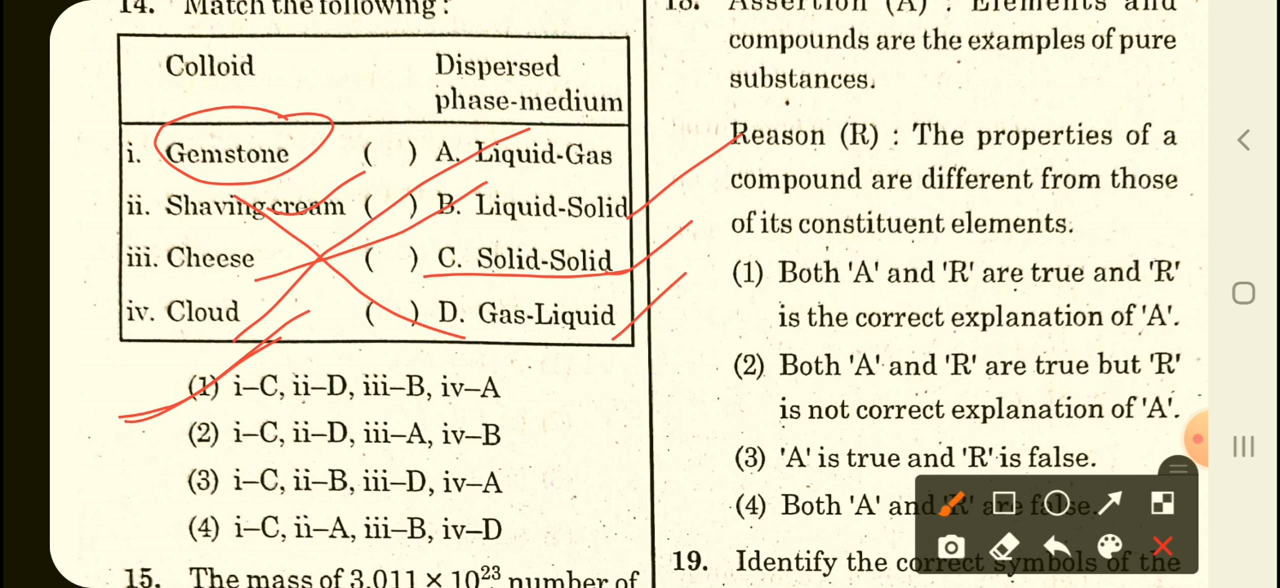 14. Match the following :
Colloid Dispersed
phase-medium
i. Gemstone ( ) A. Liquid-Gas
ii. Shaving cream ( ) B. Liquid-Solid
iii. Cheese ( ) C. Solid-Solid
iv. Cloud ( ) D. Gas-Liquid
(1) i–C, ii–D, iii–B, iv–A
(2) i–C, ii–D, iii–A, iv–B
(3) i–C, ii–B, iii–D, iv–A
(4) i–C, ii–A, iii–B, iv–D
15. The mass of 3.011 × 10²³ number of
Assertion (A) : Elements and
compounds are the examples of pure
substances.
Reason (R) : The properties of a
compound are different from those
of its constituent elements.
(1) Both 'A' and 'R' are true and 'R'
is the correct explanation of 'A'.
(2) Both 'A' and 'R' are true but 'R'
is not correct explanation of 'A'.
(3) 'A' is true and 'R' is false.
(4) Both 'A' and 'R' are false.
19. Identify the correct symbols of the